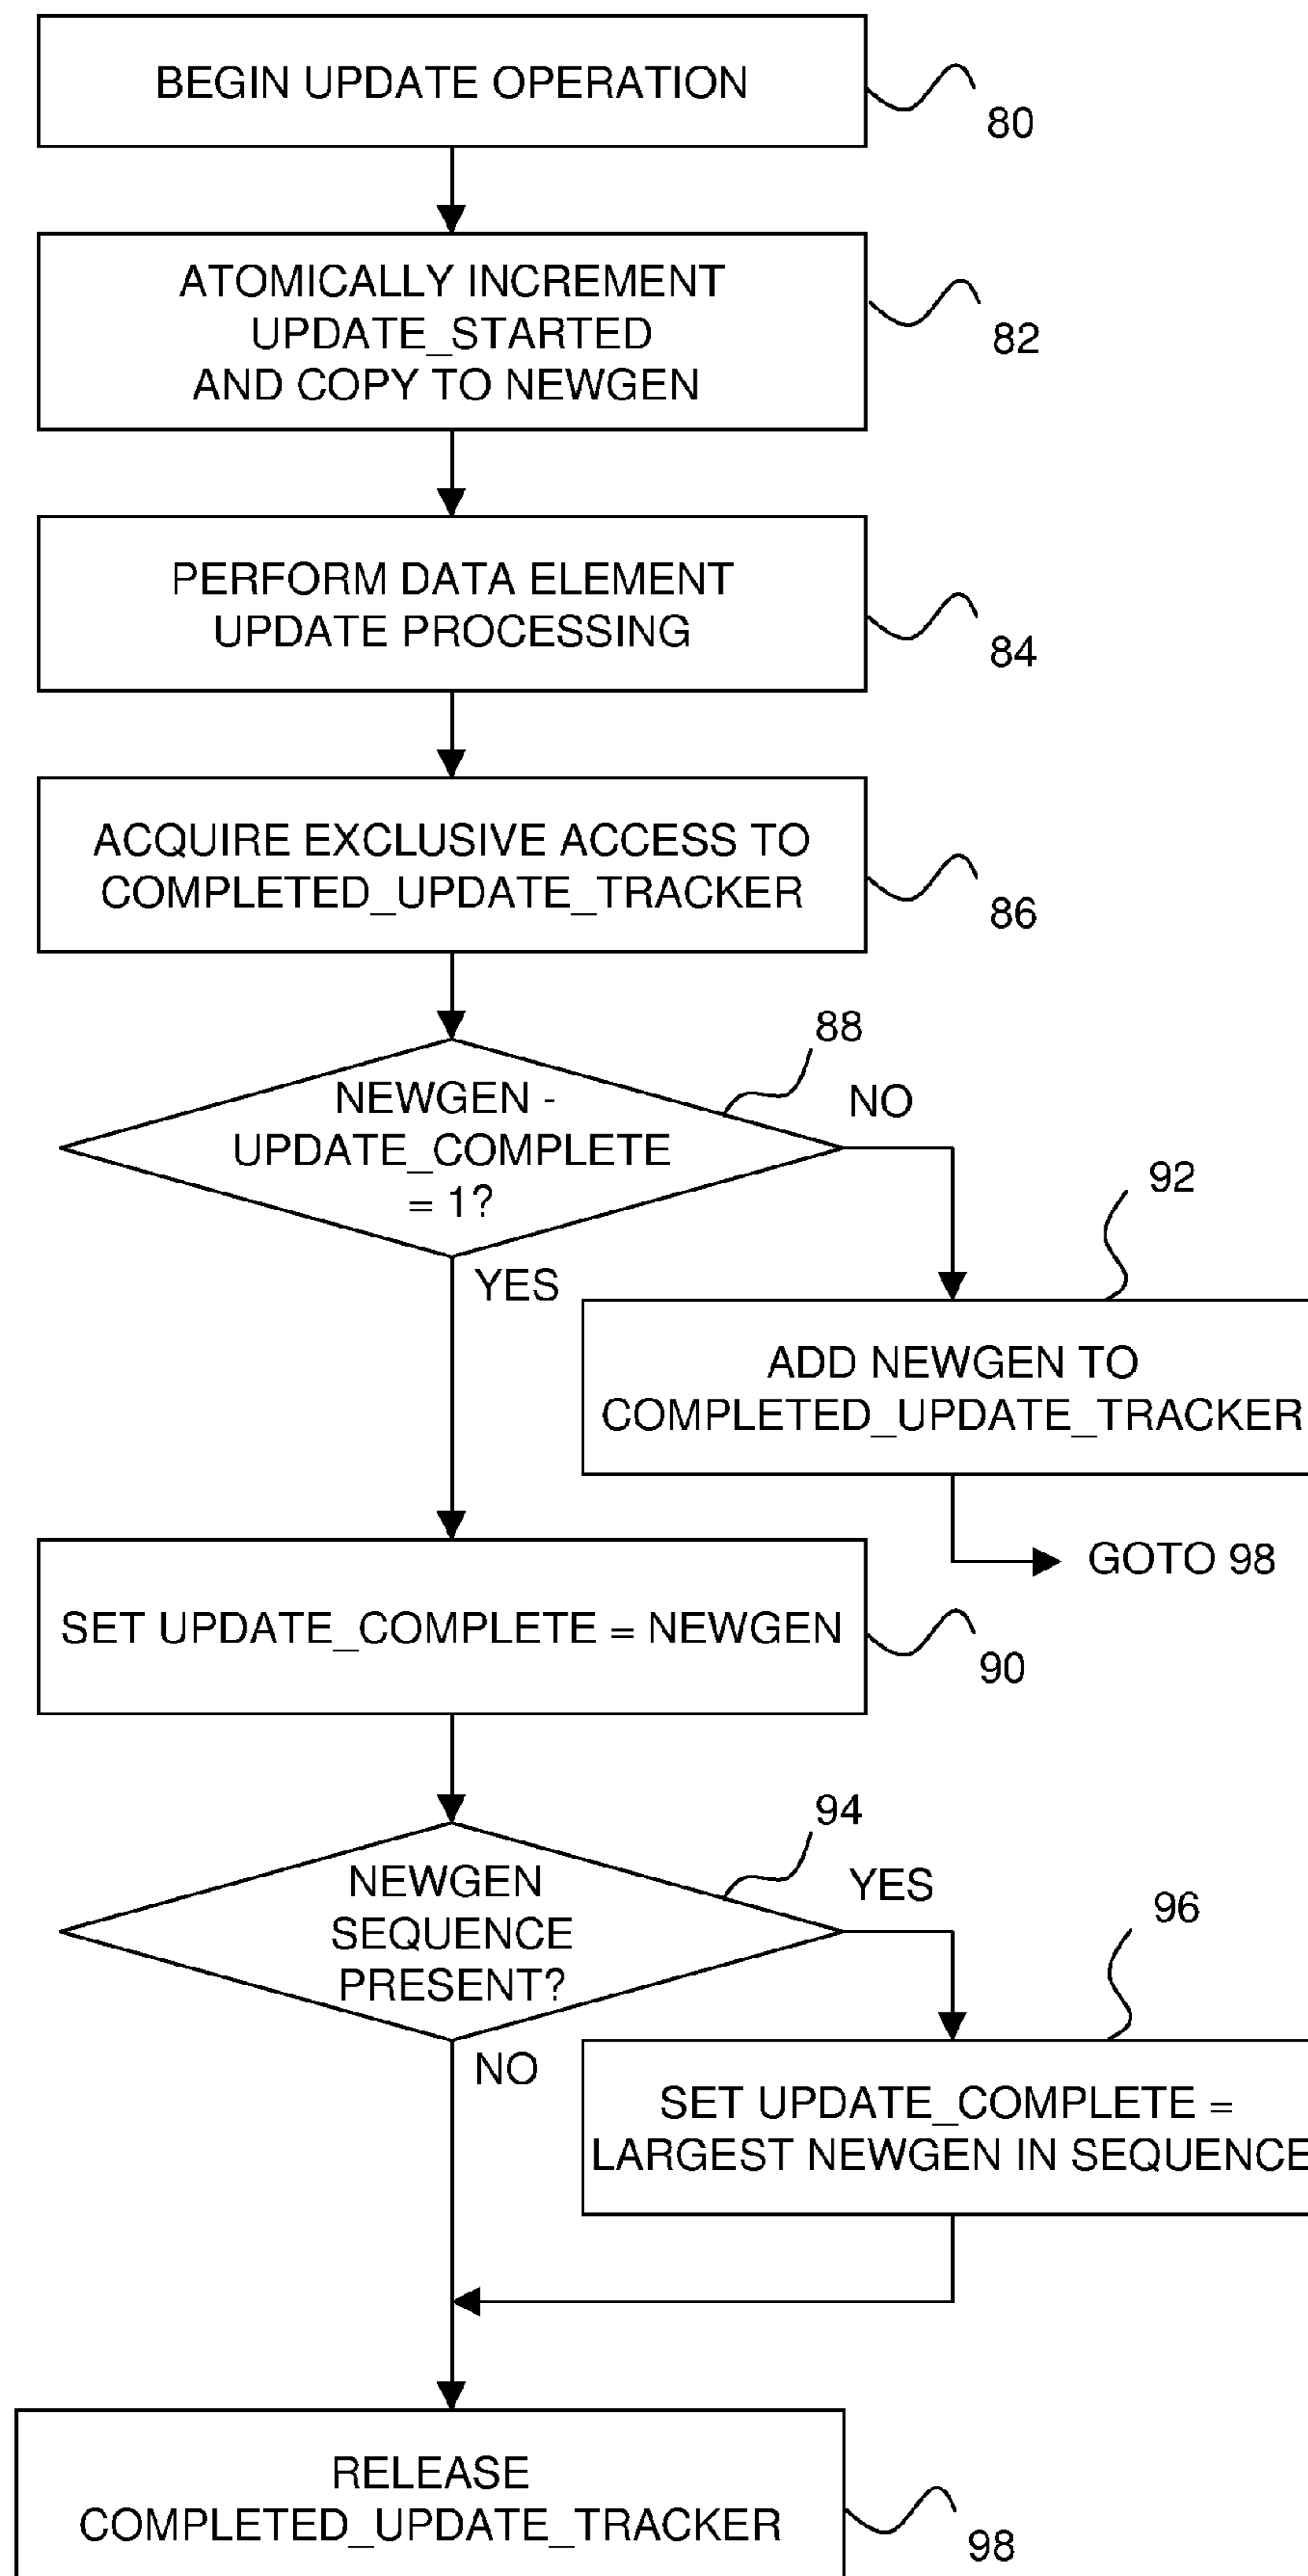 BEGIN UPDATE OPERATION
80
ATOMICALLY INCREMENT
UPDATE_STARTED
AND COPY TO NEWGEN
82
PERFORM DATA ELEMENT
UPDATE PROCESSING
84
ACQUIRE EXCLUSIVE ACCESS TO
COMPLETED_UPDATE_TRACKER
86
88
NEWGEN -
UPDATE_COMPLETE
= 1?
NO
YES
92
ADD NEWGEN TO
COMPLETED_UPDATE_TRACKER
GOTO 98
SET UPDATE_COMPLETE = NEWGEN
90
94
NEWGEN
SEQUENCE
PRESENT?
YES
NO
96
SET UPDATE_COMPLETE =
LARGEST NEWGEN IN SEQUENCE
RELEASE
COMPLETED_UPDATE_TRACKER
98